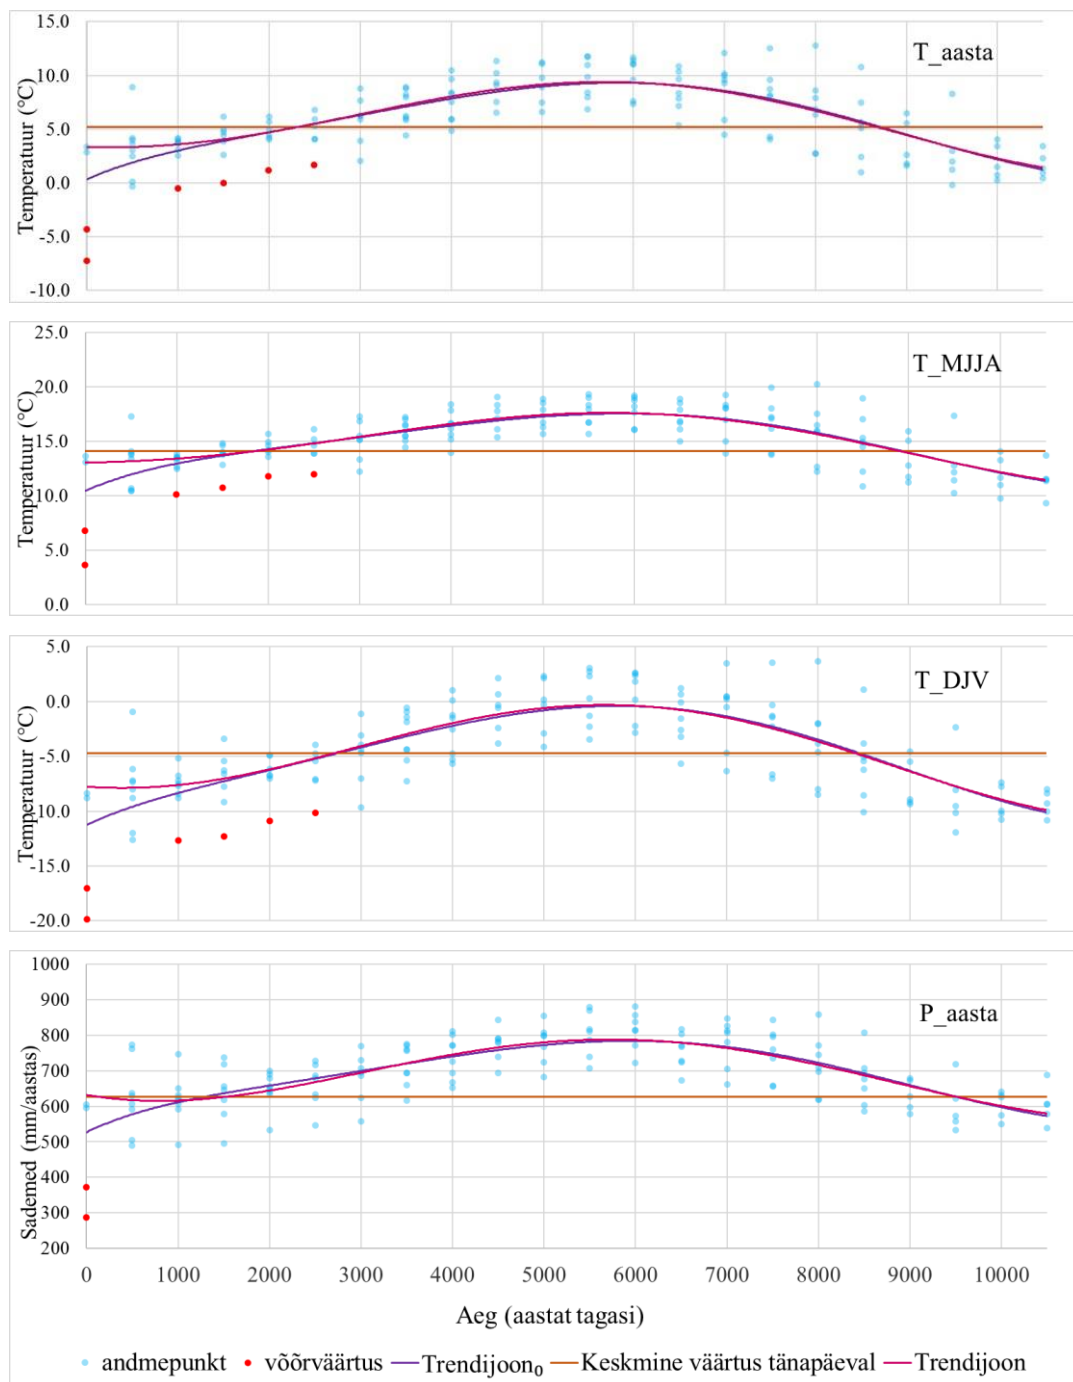 T_aasta
Temperatuur (°C)
15.0
10.0
5.0
0.0
-5.0
-10.0
T_MJJA
Temperatuur (°C)
25.0
20.0
15.0
10.0
5.0
0.0
T_DJV
Temperatuur (°C)
5.0
0.0
-5.0
-10.0
-15.0
-20.0
P_aasta
Sademed (mm/aastas)
1000
900
800
700
600
500
400
300
200
0 1000 2000 3000 4000 5000 6000 7000 8000 9000 10000
Aeg (aastat tagasi)
andmepunkt võõrväärtus Trendijoon₀ Keskmine väärtus tänapäeval Trendijoon